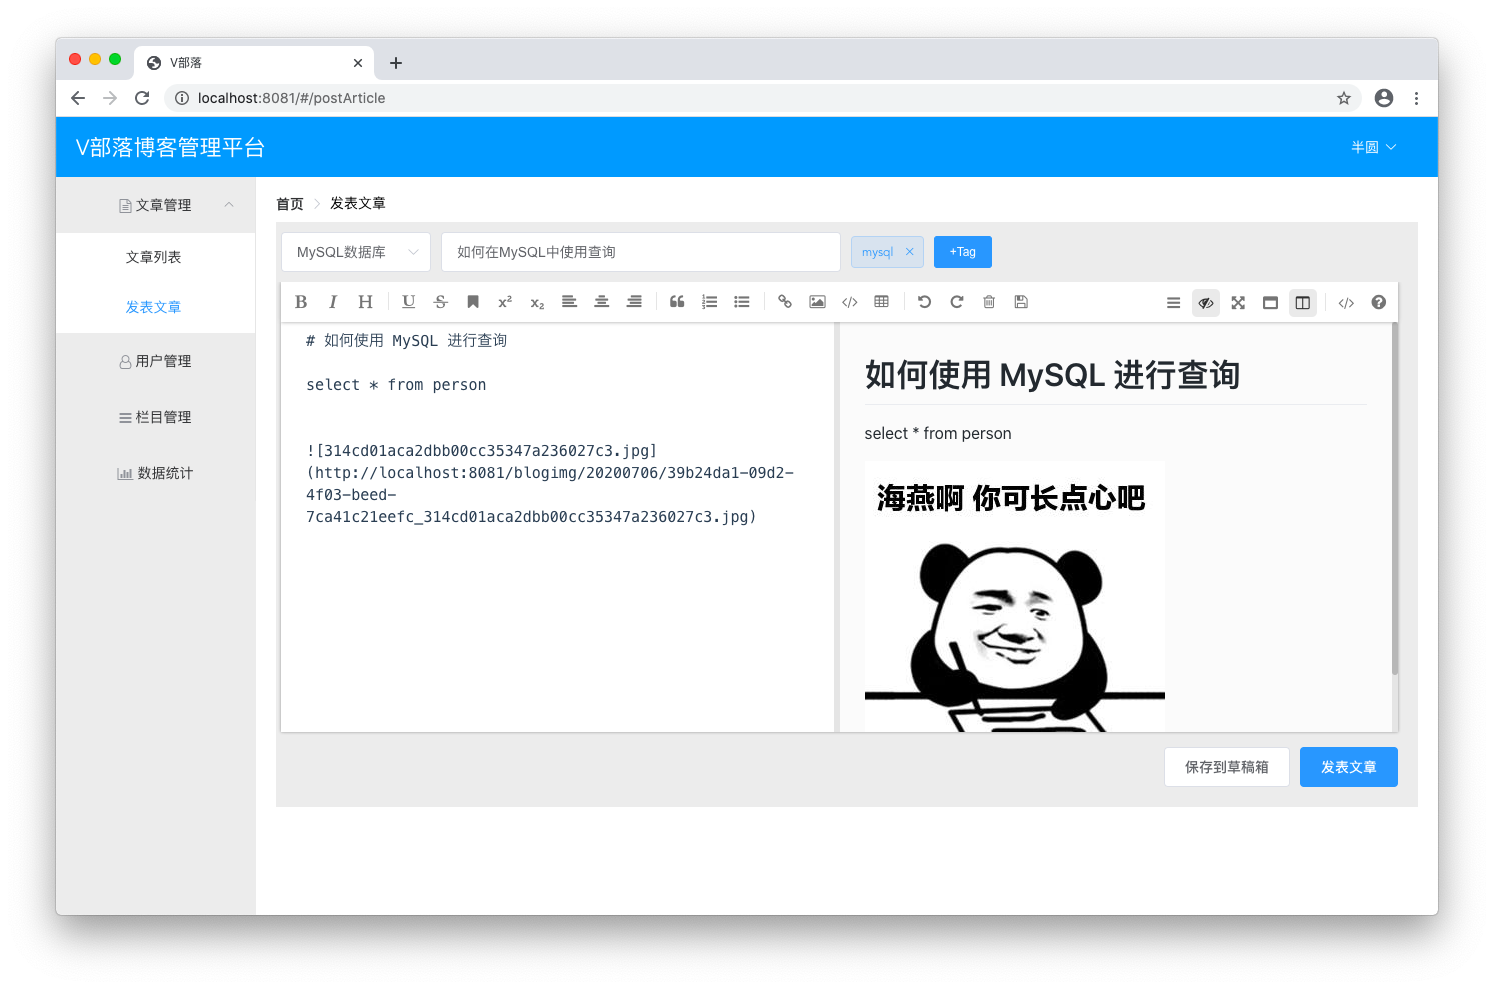 V部落
localhost:8081/#/postArticle
V部落博客管理平台
半圆
文章管理
文章列表
发表文章
用户管理
栏目管理
数据统计
首页 发表文章
MySQL数据库 如何在MySQL中使用查询 mysql +Tag
# 如何使用 MySQL 进行查询
select * from person
![314cd01aca2dbb00cc35347a236027c3.jpg]
(http://localhost:8081/blogimg/20200706/39b24da1-09d2-
4f03-beed-
7ca41c21eefc_314cd01aca2dbb00cc35347a236027c3.jpg)
如何使用 MySQL 进行查询
select * from person
海燕啊 你可长点心吧
保存到草稿箱 发表文章